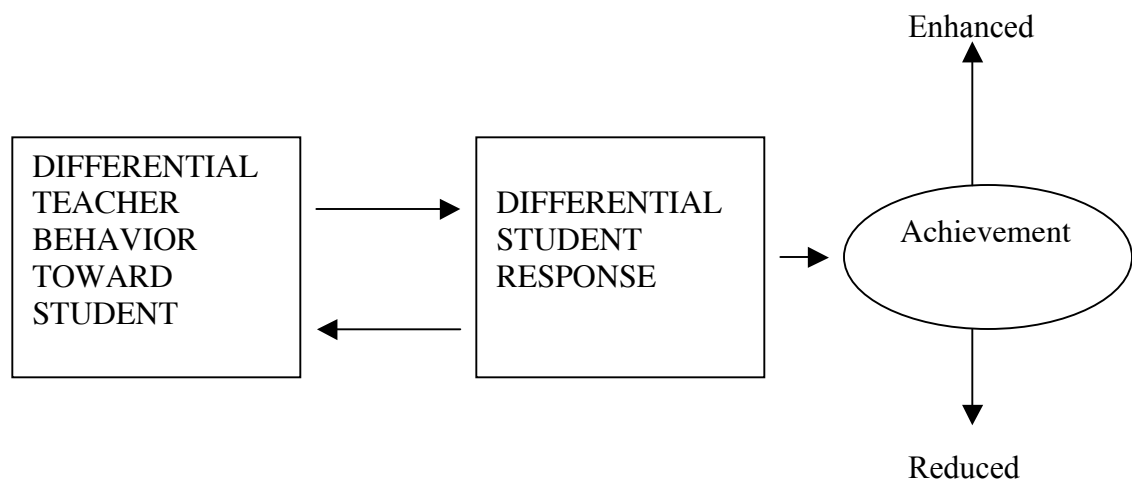 Enhanced
DIFFERENTIAL
TEACHER
BEHAVIOR
TOWARD
STUDENT
DIFFERENTIAL
STUDENT
RESPONSE
Achievement
Reduced